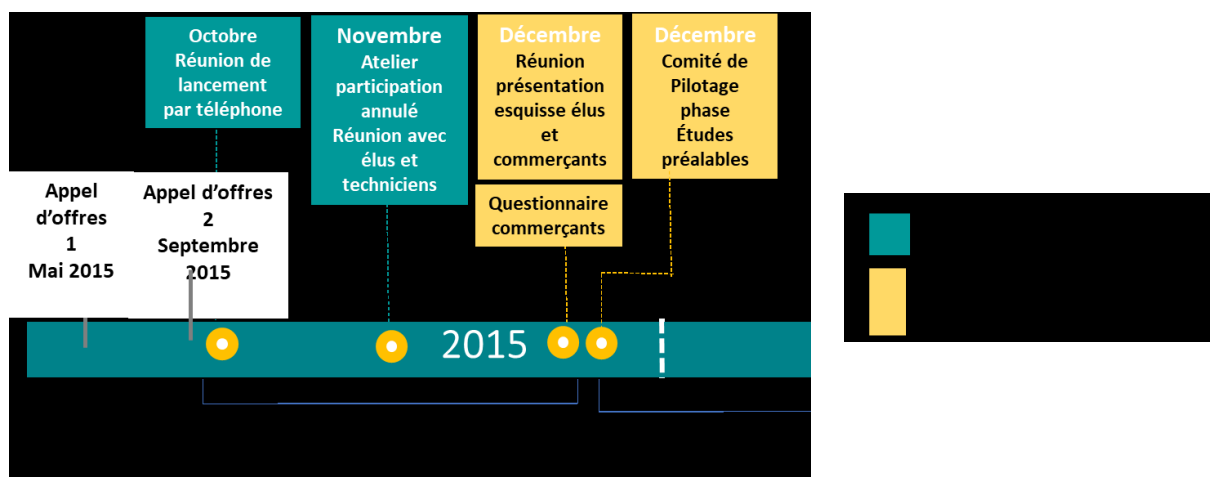 Octobre
Réunion de
lancement
par téléphone
Novembre
Atelier
participation
annulé
Réunion avec
élus et
techniciens
Décembre
Réunion
présentation
esquisse élus
et
commerçants
Questionnaire
commerçants
Décembre
Comité de
Pilotage
phase
Études
préalables
Appel
d’offres
1
Mai 2015
Appel d’offres
2
Septembre
2015
2015